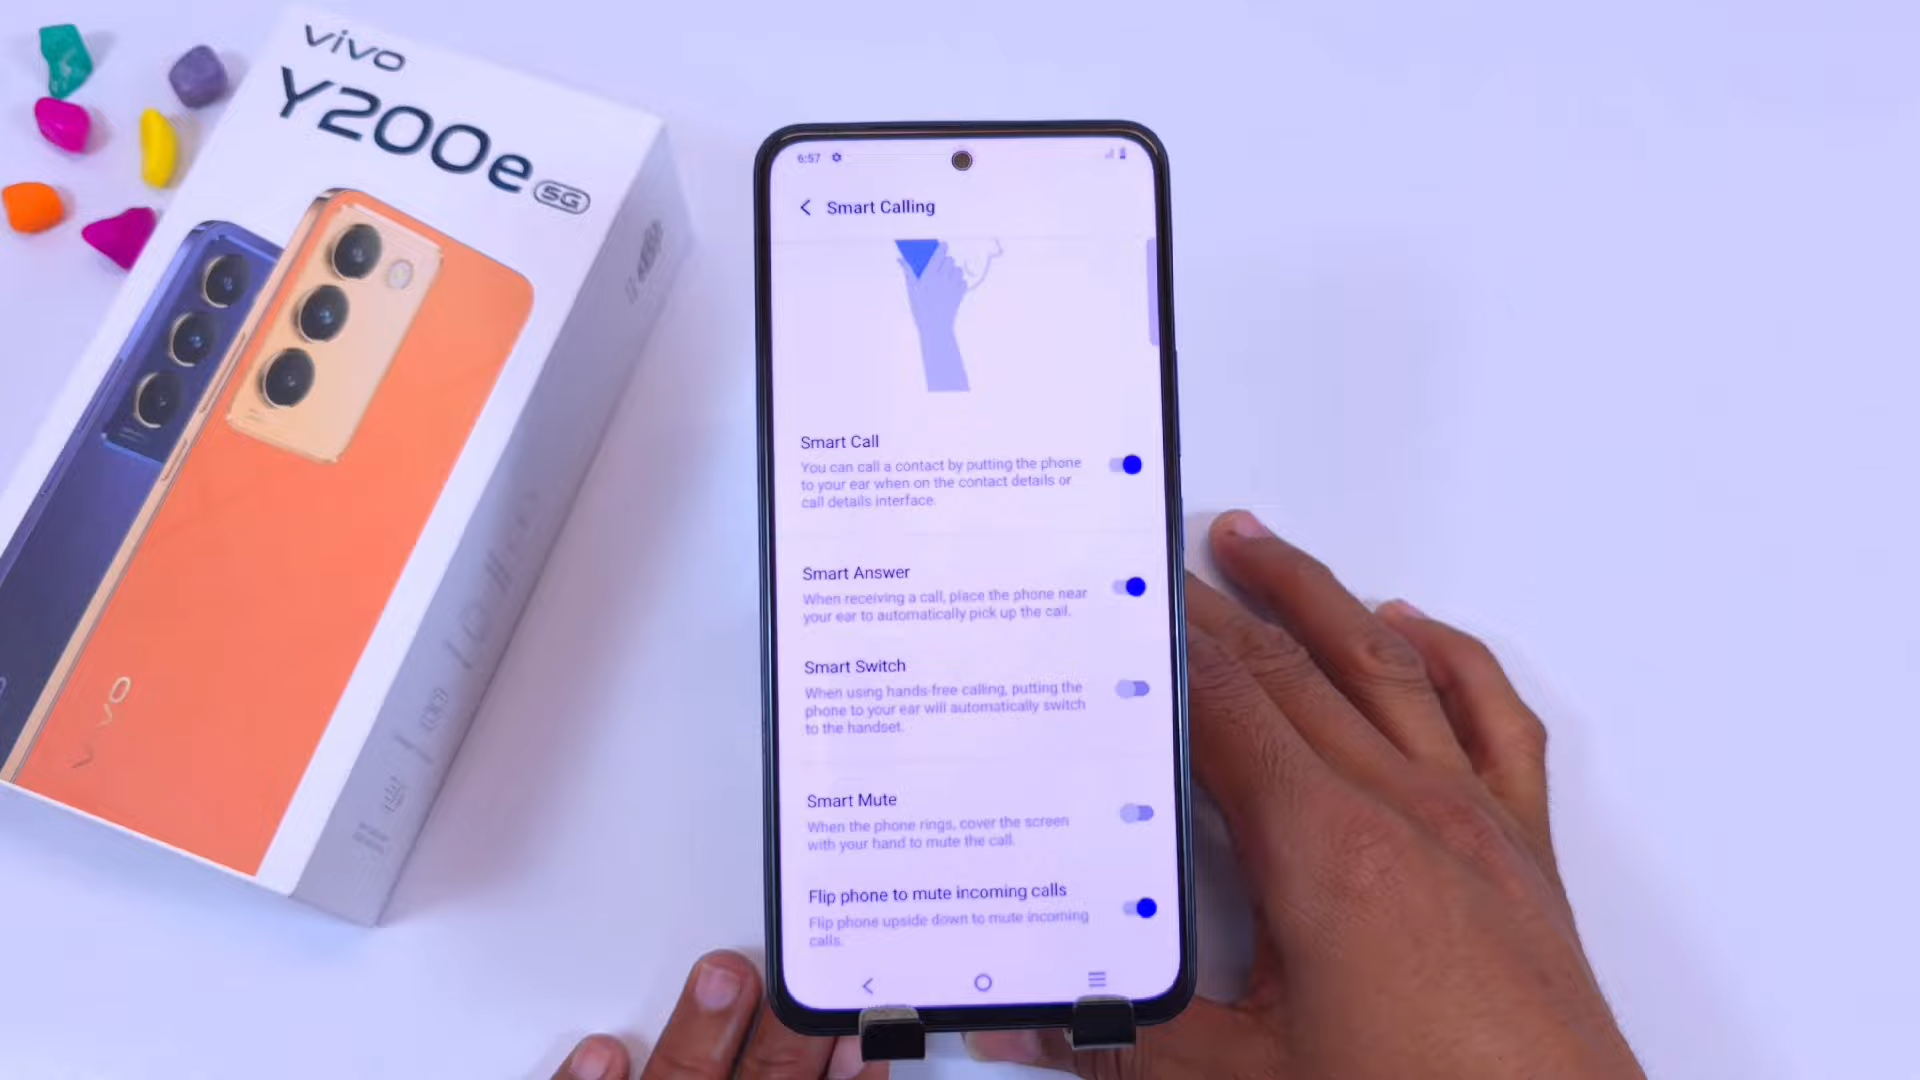 vivo
Y200e 5G
vivo
6:57
Smart Calling
Smart Call
You can call a contact by putting the phone
to your ear when on the contact details or
call details interface.
Smart Answer
When receiving a call, place the phone near
your ear to automatically pick up the call.
Smart Switch
When using hands-free calling, putting the
phone to your ear will automatically switch
to the handset.
Smart Mute
When the phone rings, cover the screen
with your hand to mute the call.
Flip phone to mute incoming calls
Flip phone upside down to mute incoming
calls.